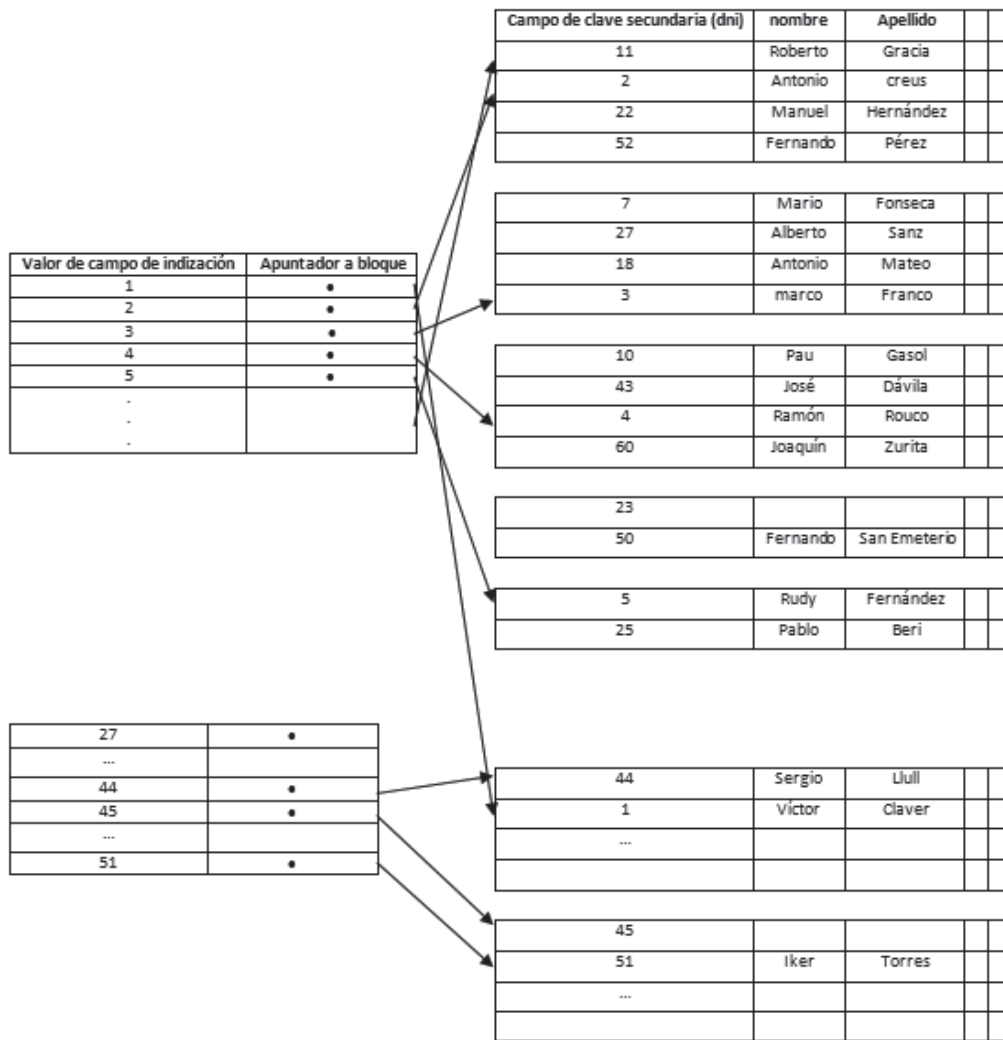 Campo de clave secundaria (dni) nombre Apellido
11 Roberto Gracia
2 Antonio creus
22 Manuel Hernández
52 Fernando Pérez
7 Mario Fonseca
27 Alberto Sanz
18 Antonio Mateo
3 marco Franco
Valor de campo de indización Apuntador a bloque
1 •
2 •
3 •
4 •
5 •
.
.
.
10 Pau Gasol
43 José Dávila
4 Ramón Rouco
60 Joaquín Zurita
23
50 Fernando San Emeterio
5 Rudy Fernández
25 Pablo Beri
27 •
...
44 •
45 •
...
51 •
44 Sergio Llull
1 Víctor Claver
...
45
51 Iker Torres
...